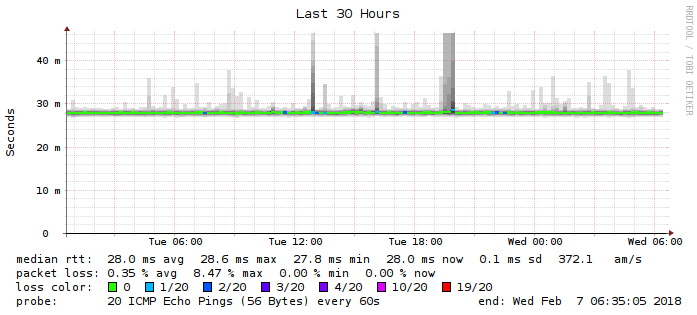 Last 30 Hours
RRDTOOL / TOBI OETIKER
Seconds
40 m
30 m
20 m
10 m
0
Tue 06:00 Tue 12:00 Tue 18:00 Wed 00:00 Wed 06:00
median rtt: 28.0 ms avg 28.6 ms max 27.8 ms min 28.0 ms now 0.1 ms sd 372.1 am/s
packet loss: 0.35 % avg 8.47 % max 0.00 % min 0.00 % now
loss color: 0 1/20 2/20 3/20 4/20 10/20 19/20
probe: 20 ICMP Echo Pings (56 Bytes) every 60s end: Wed Feb 7 06:35:05 2018